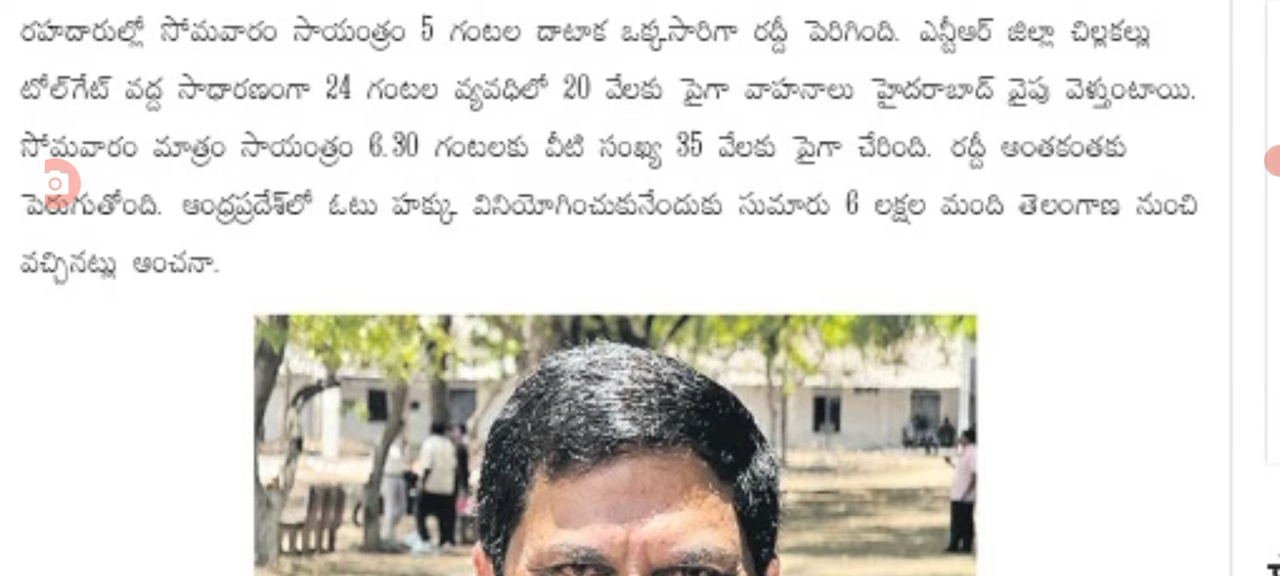 రహదారుల్లో సోమవారం సాయంత్రం 5 గంటల దాటాక ఒక్కసారిగా రద్దీ పెరిగింది. ఎన్టీఆర్ జిల్లా చిల్లకల్లు
టోల్‌గేట్ వద్ద సాధారణంగా 24 గంటల వ్యవధిలో 20 వేలకు పైగా వాహనాలు హైదరాబాద్ వైపు వెళ్తుంటాయి.
సోమవారం మాత్రం సాయంత్రం 6.30 గంటలకు వీటి సంఖ్య 35 వేలకు పైగా చేరింది. రద్దీ అంతకంతకు
పెరుగుతోంది. ఆంధ్రప్రదేశ్‌లో ఓటు హక్కు వినియోగించుకునేందుకు సుమారు 6 లక్షల మంది తెలంగాణ నుంచి
వచ్చినట్లు అంచనా.